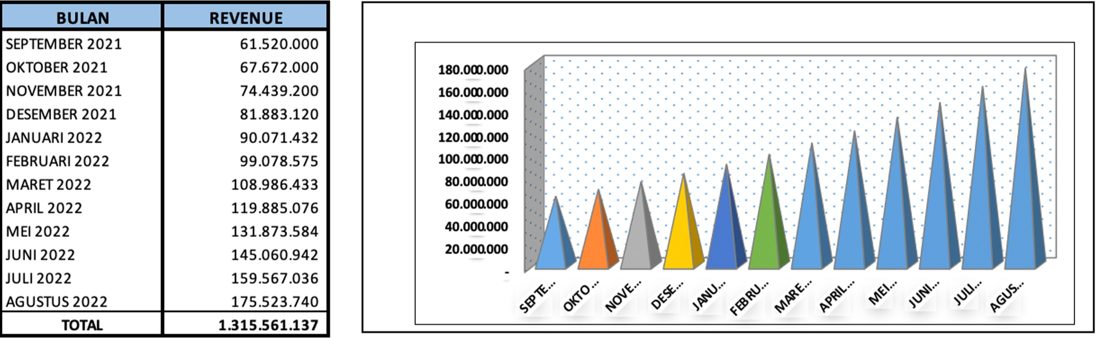 BULAN REVENUE
SEPTEMBER 2021 61.520.000
OKTOBER 2021 67.672.000
NOVEMBER 2021 74.439.200
DESEMBER 2021 81.883.120
JANUARI 2022 90.071.432
FEBRUARI 2022 99.078.575
MARET 2022 108.986.433
APRIL 2022 119.885.076
MEI 2022 131.873.584
JUNI 2022 145.060.942
JULI 2022 159.567.036
AGUSTUS 2022 175.523.740
TOTAL 1.315.561.137
180.000.000
160.000.000
140.000.000
120.000.000
100.000.000
80.000.000
60.000.000
40.000.000
20.000.000
-
SEPTE... OKTO... NOVE... DESE... JANU... FEBRU... MARE... APRIL... MEI... JUNI... JULI... AGUS...